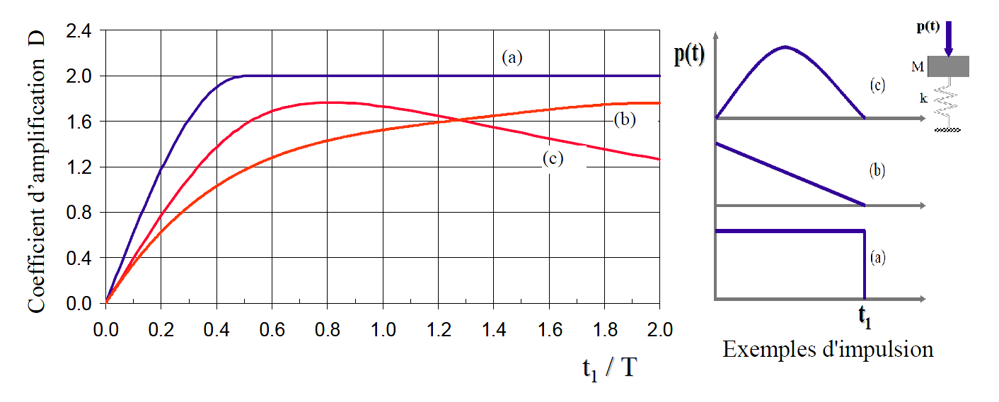 Coefficient d’amplification D
2.4
2.0
1.6
1.2
0.8
0.4
0.0
0.0 0.2 0.4 0.6 0.8 1.0 1.2 1.4 1.6 1.8 2.0
t1 / T
(a)
(b)
(c)
p(t)
(c)
(b)
(a)
t1
Exemples d'impulsion
p(t)
M
k